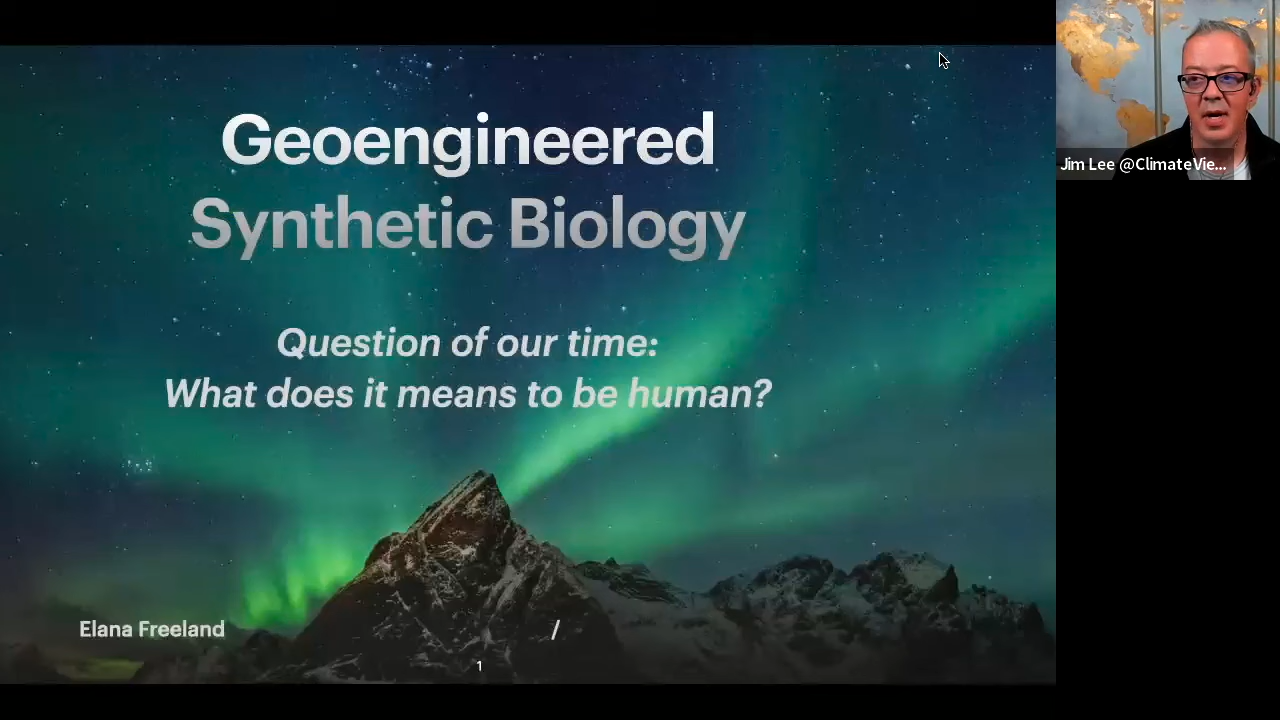 Geoengineered
Synthetic Biology
Question of our time:
What does it means to be human?
Elana Freeland
/
1
Jim Lee @ClimateVie...